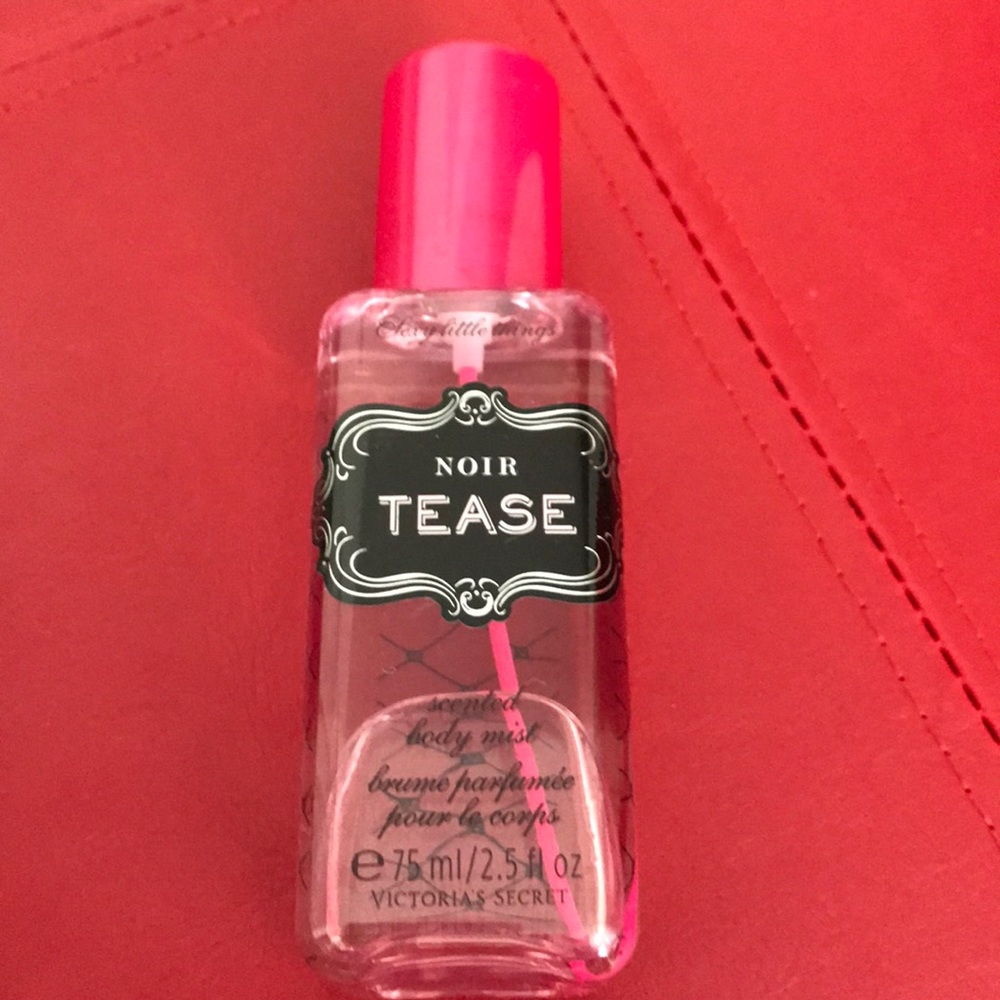 Sexy little things
NOIR
TEASE
scented
body mist
brume parfumée
pour le corps
e 75 ml/2.5 fl oz
VICTORIA'S SECRET